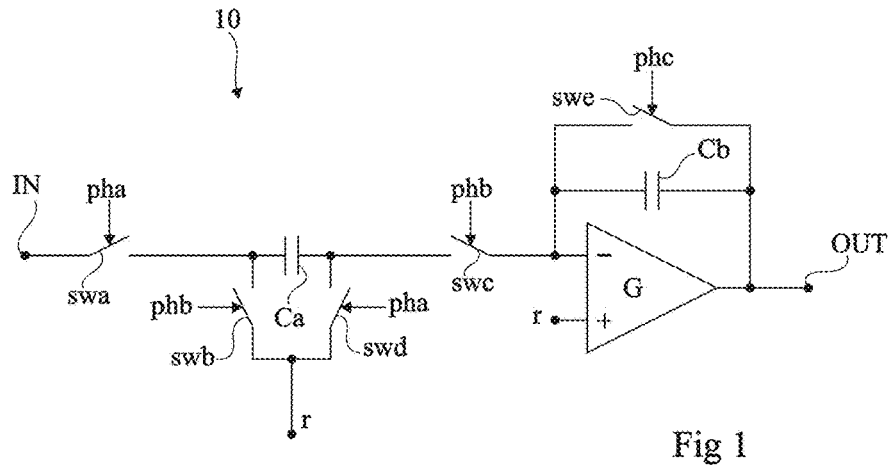 10
phc
swe
Cb
IN
pha
phb
OUT
swa
swc
−
G
phb
Ca
pha
r
+
swb
swd
r
Fig 1